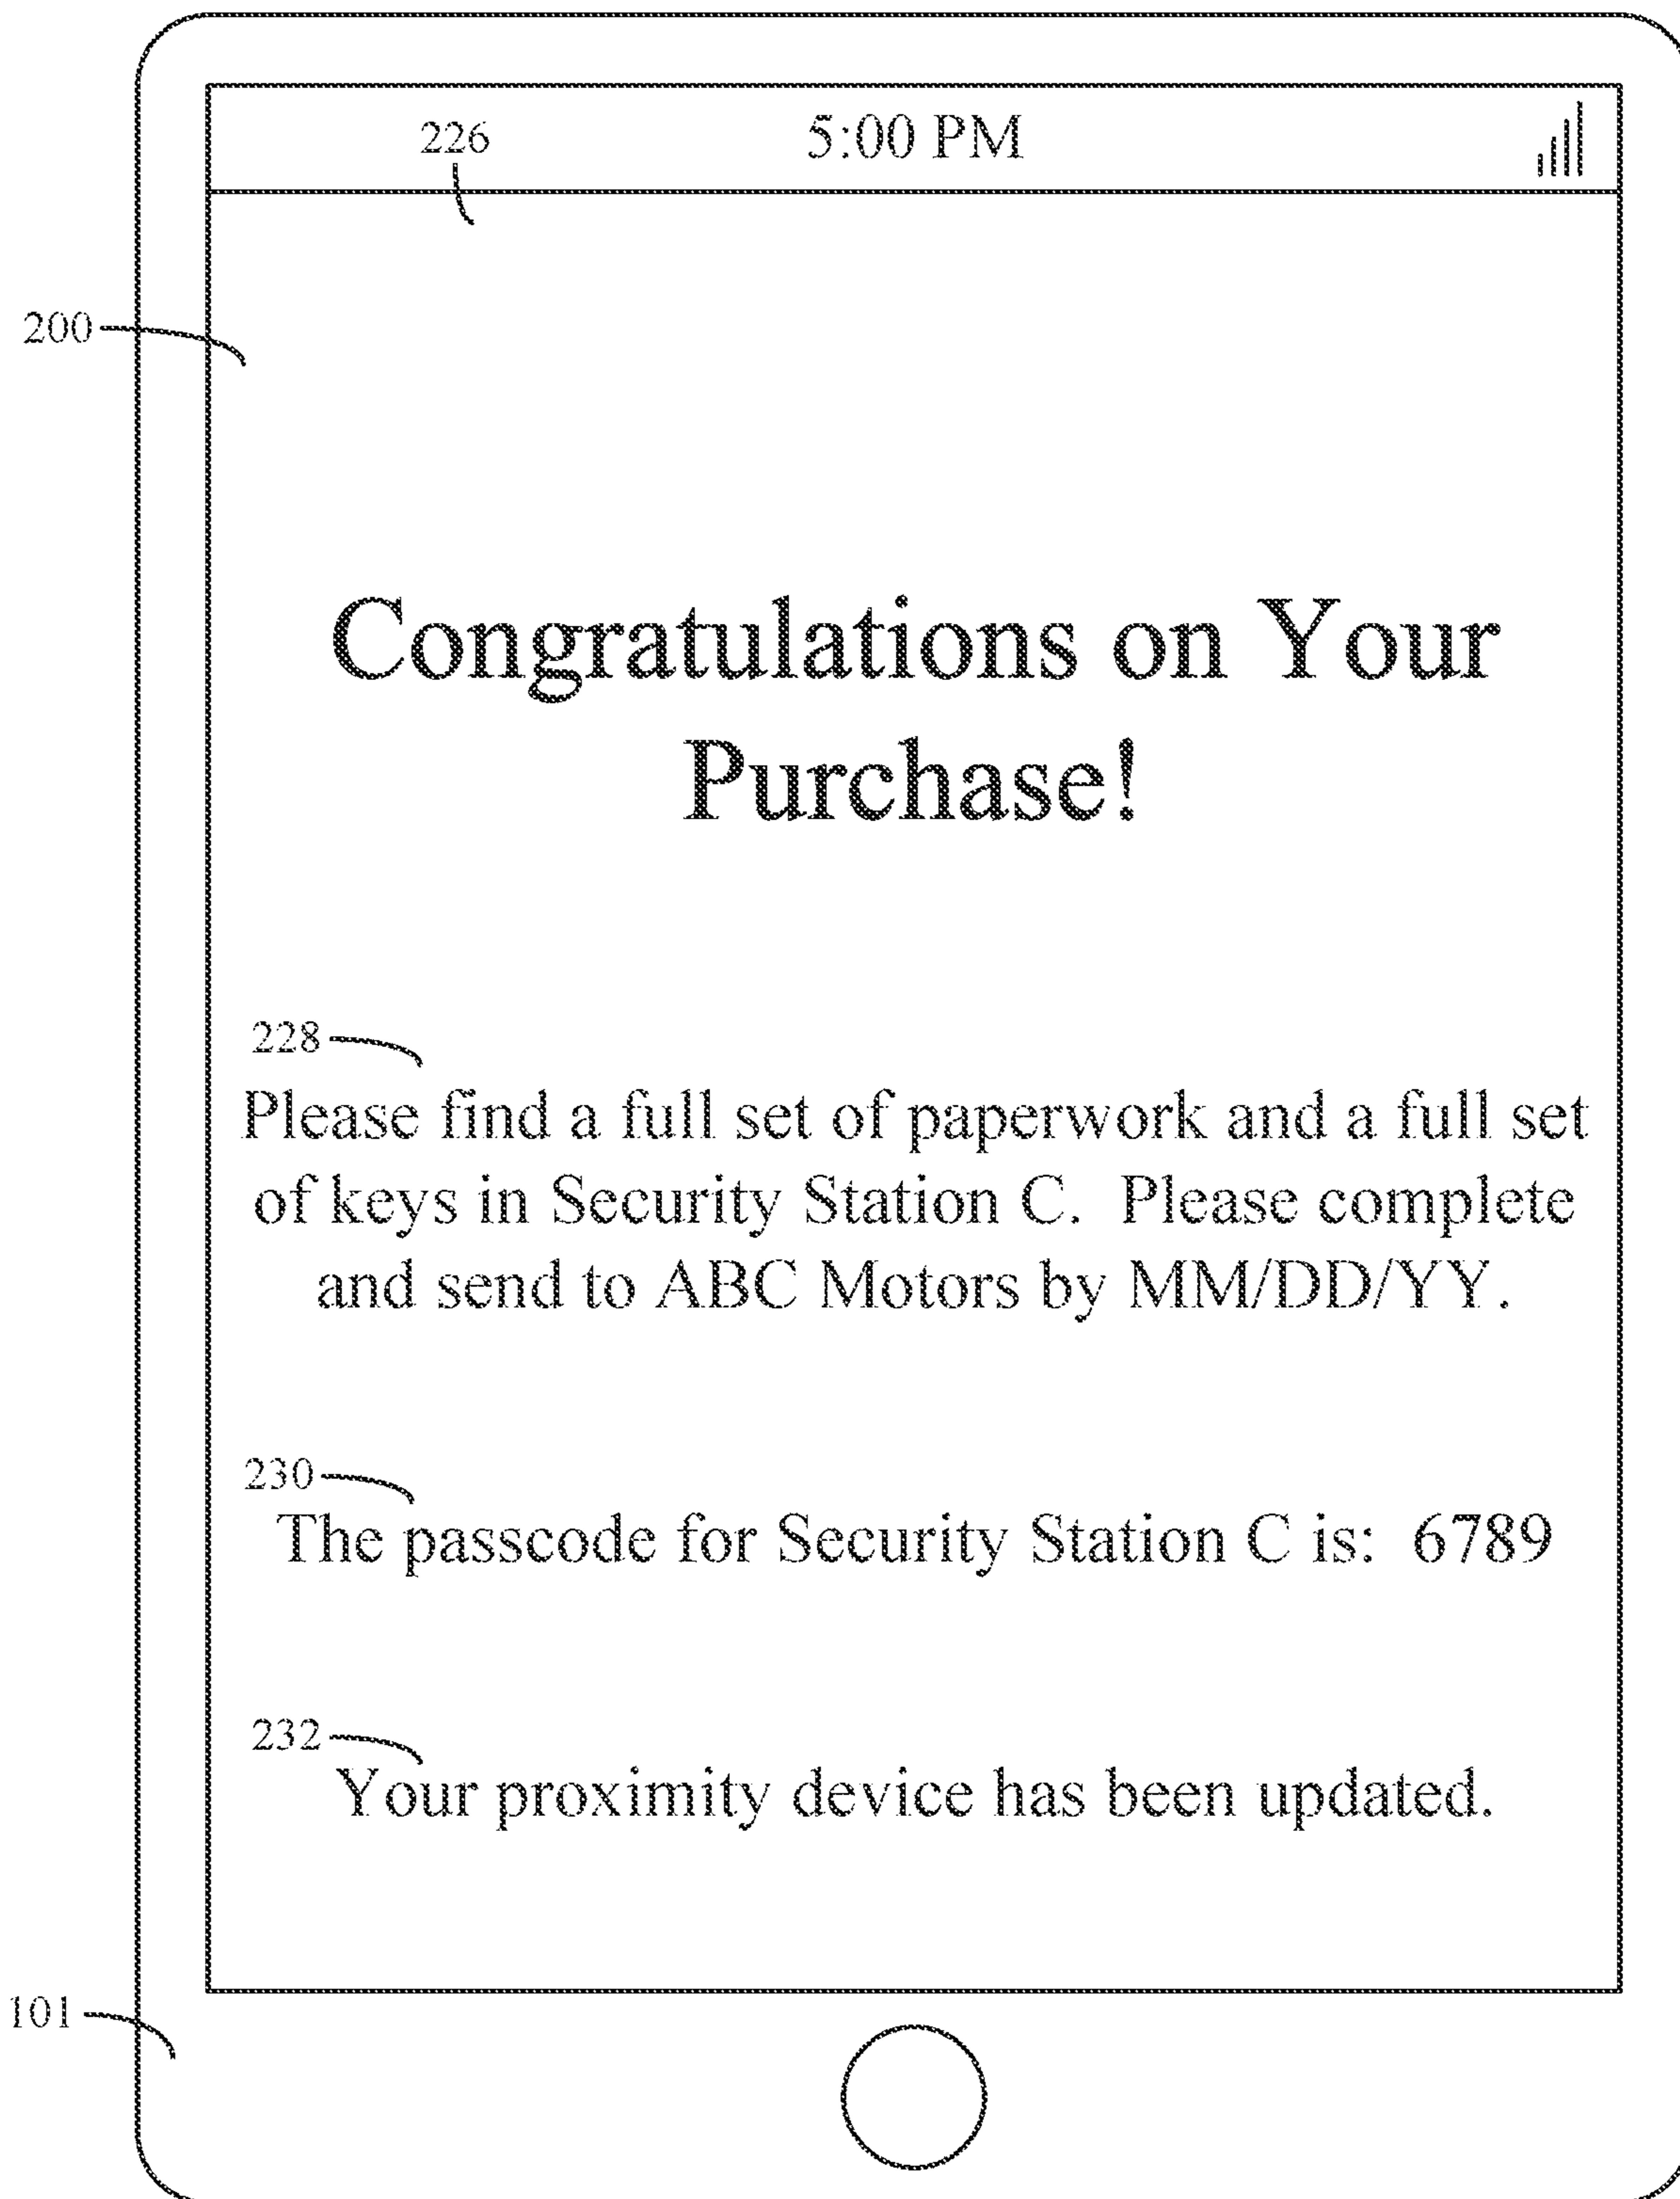 226
5:00 PM
200
Congratulations on Your
Purchase!
228
Please find a full set of paperwork and a full set
of keys in Security Station C.  Please complete
and send to ABC Motors by MM/DD/YY.
230
The passcode for Security Station C is:  6789
232
Your proximity device has been updated.
101